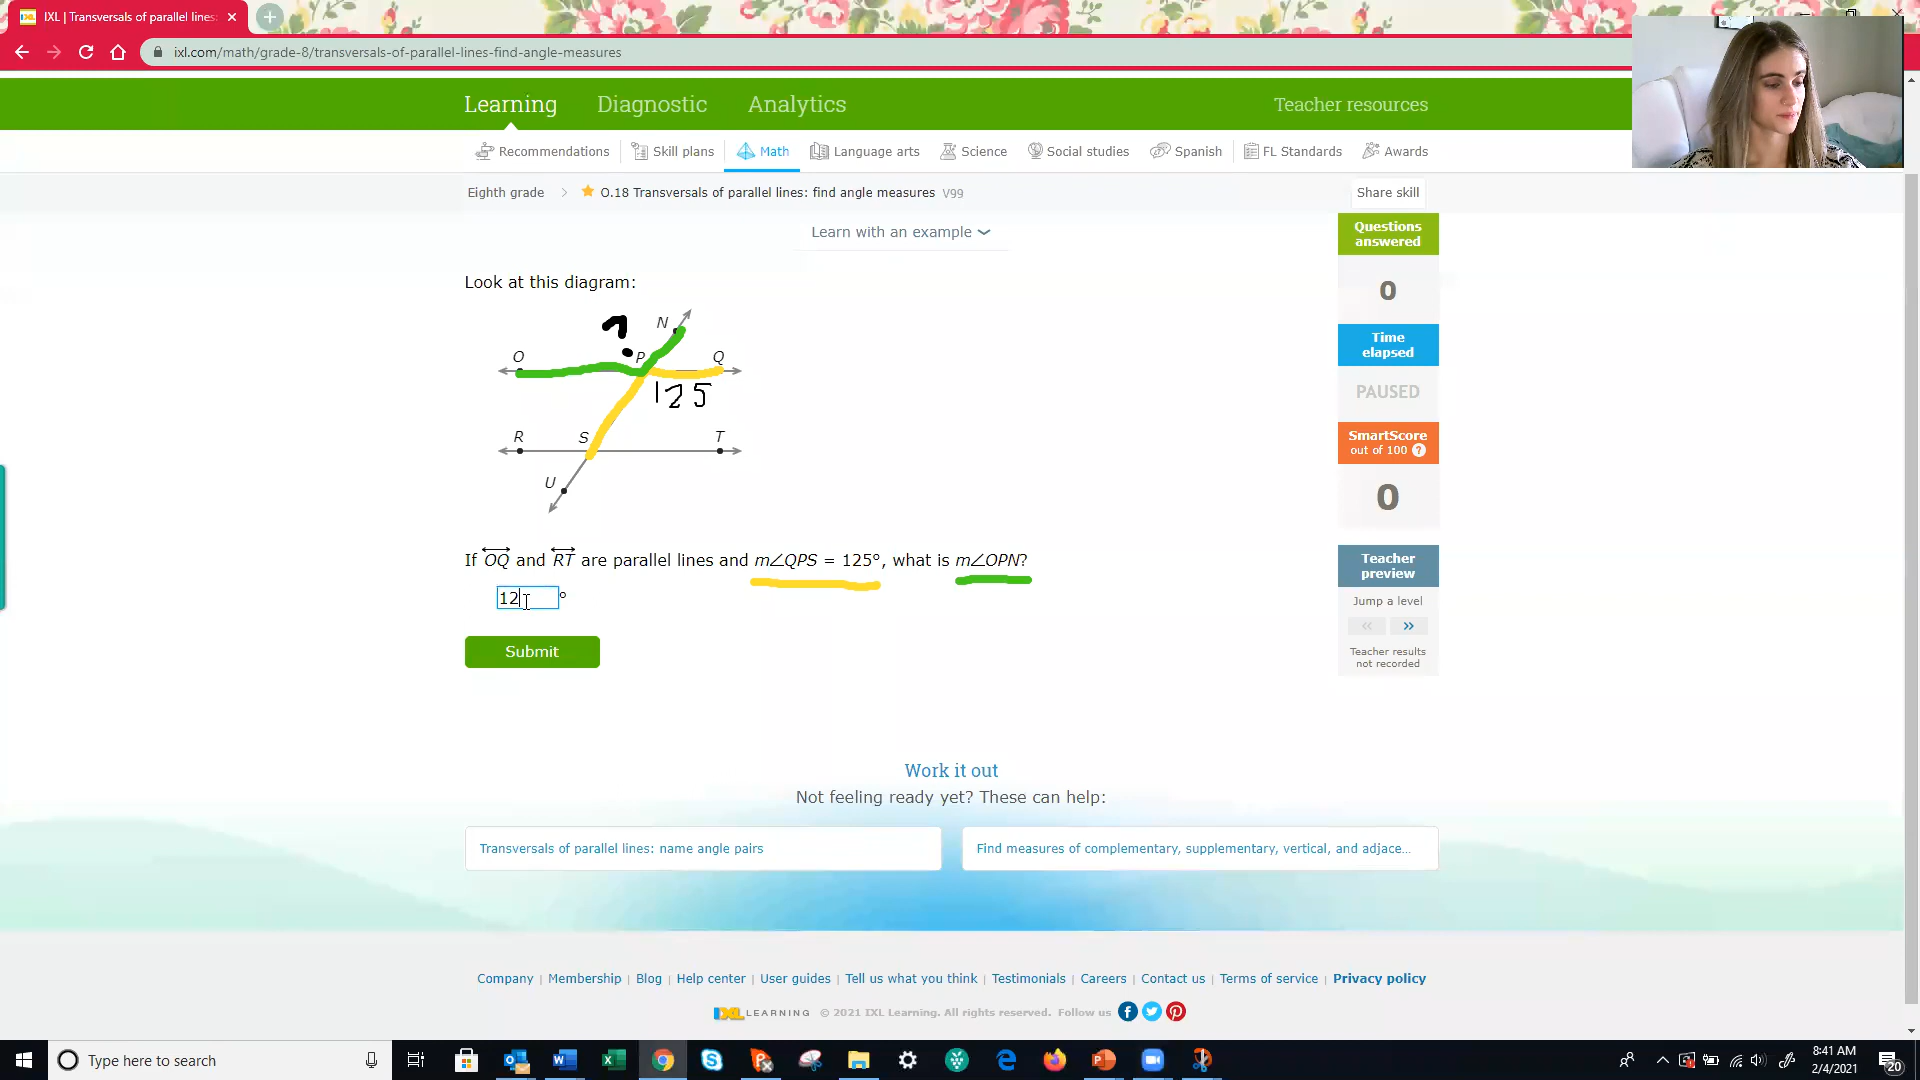 IXL | Transversals of parallel lines:
ixl.com/math/grade-8/transversals-of-parallel-lines-find-angle-measures
Learning Diagnostic Analytics Teacher resources
Recommendations Skill plans Math Language arts Science Social studies Spanish FL Standards Awards
Eighth grade > O.18 Transversals of parallel lines: find angle measures V99 Share skill
Learn with an example
Questions answered
0
Time elapsed
PAUSED
SmartScore
out of 100 ?
0
Teacher preview
Jump a level
<< >>
Teacher results not recorded
Look at this diagram:
? N
O P Q
125
R S T
U
If OQ and RT are parallel lines and m∠QPS = 125°, what is m∠OPN?
12 °
Submit
Work it out
Not feeling ready yet? These can help:
Transversals of parallel lines: name angle pairs
Find measures of complementary, supplementary, vertical, and adjace...
Company | Membership | Blog | Help center | User guides | Tell us what you think | Testimonials | Careers | Contact us | Terms of service | Privacy policy
IXL LEARNING © 2021 IXL Learning. All rights reserved. Follow us
Type here to search
8:41 AM
2/4/2021
20